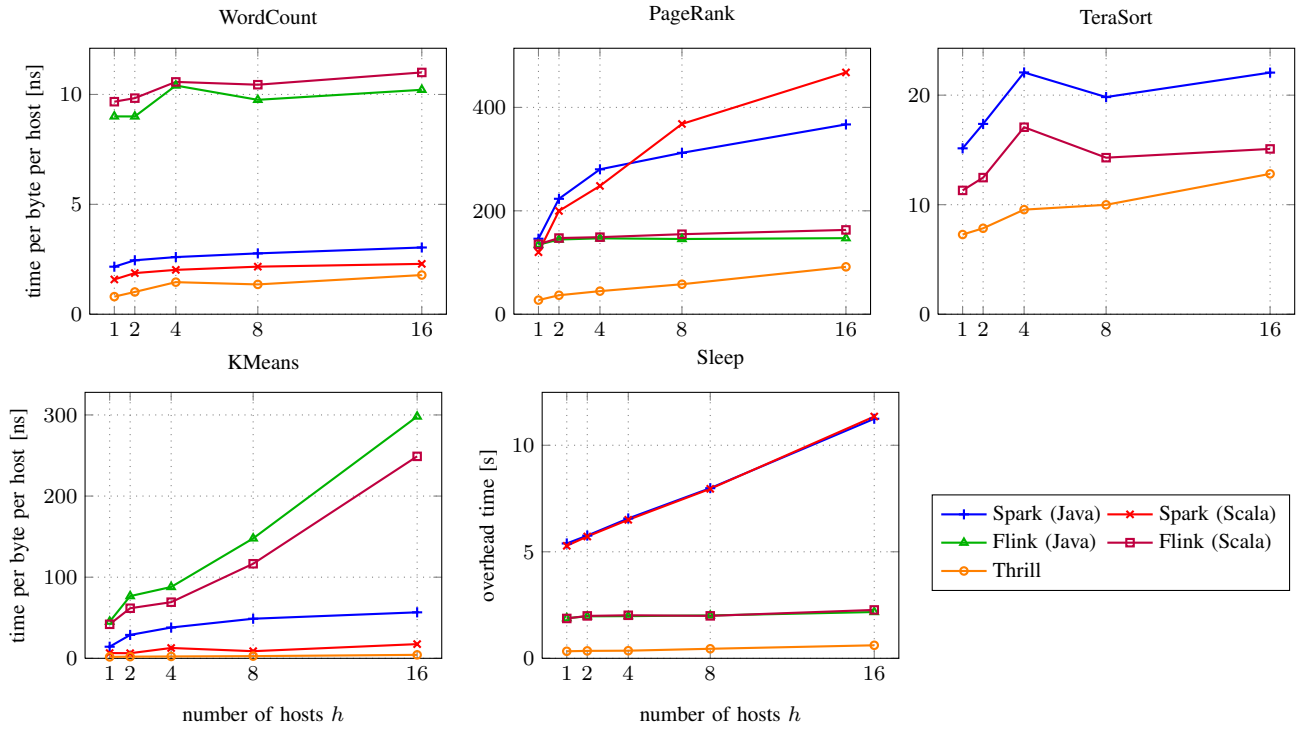 WordCount
PageRank
TeraSort
time per byte per host [ns]
10
5
0
1 2 4 8 16
400
200
0
1 2 4 8 16
20
10
0
1 2 4 8 16
KMeans
Sleep
time per byte per host [ns]
300
200
100
0
1 2 4 8 16
number of hosts h
overhead time [s]
10
5
0
1 2 4 8 16
number of hosts h
Spark (Java) Spark (Scala)
Flink (Java) Flink (Scala)
Thrill